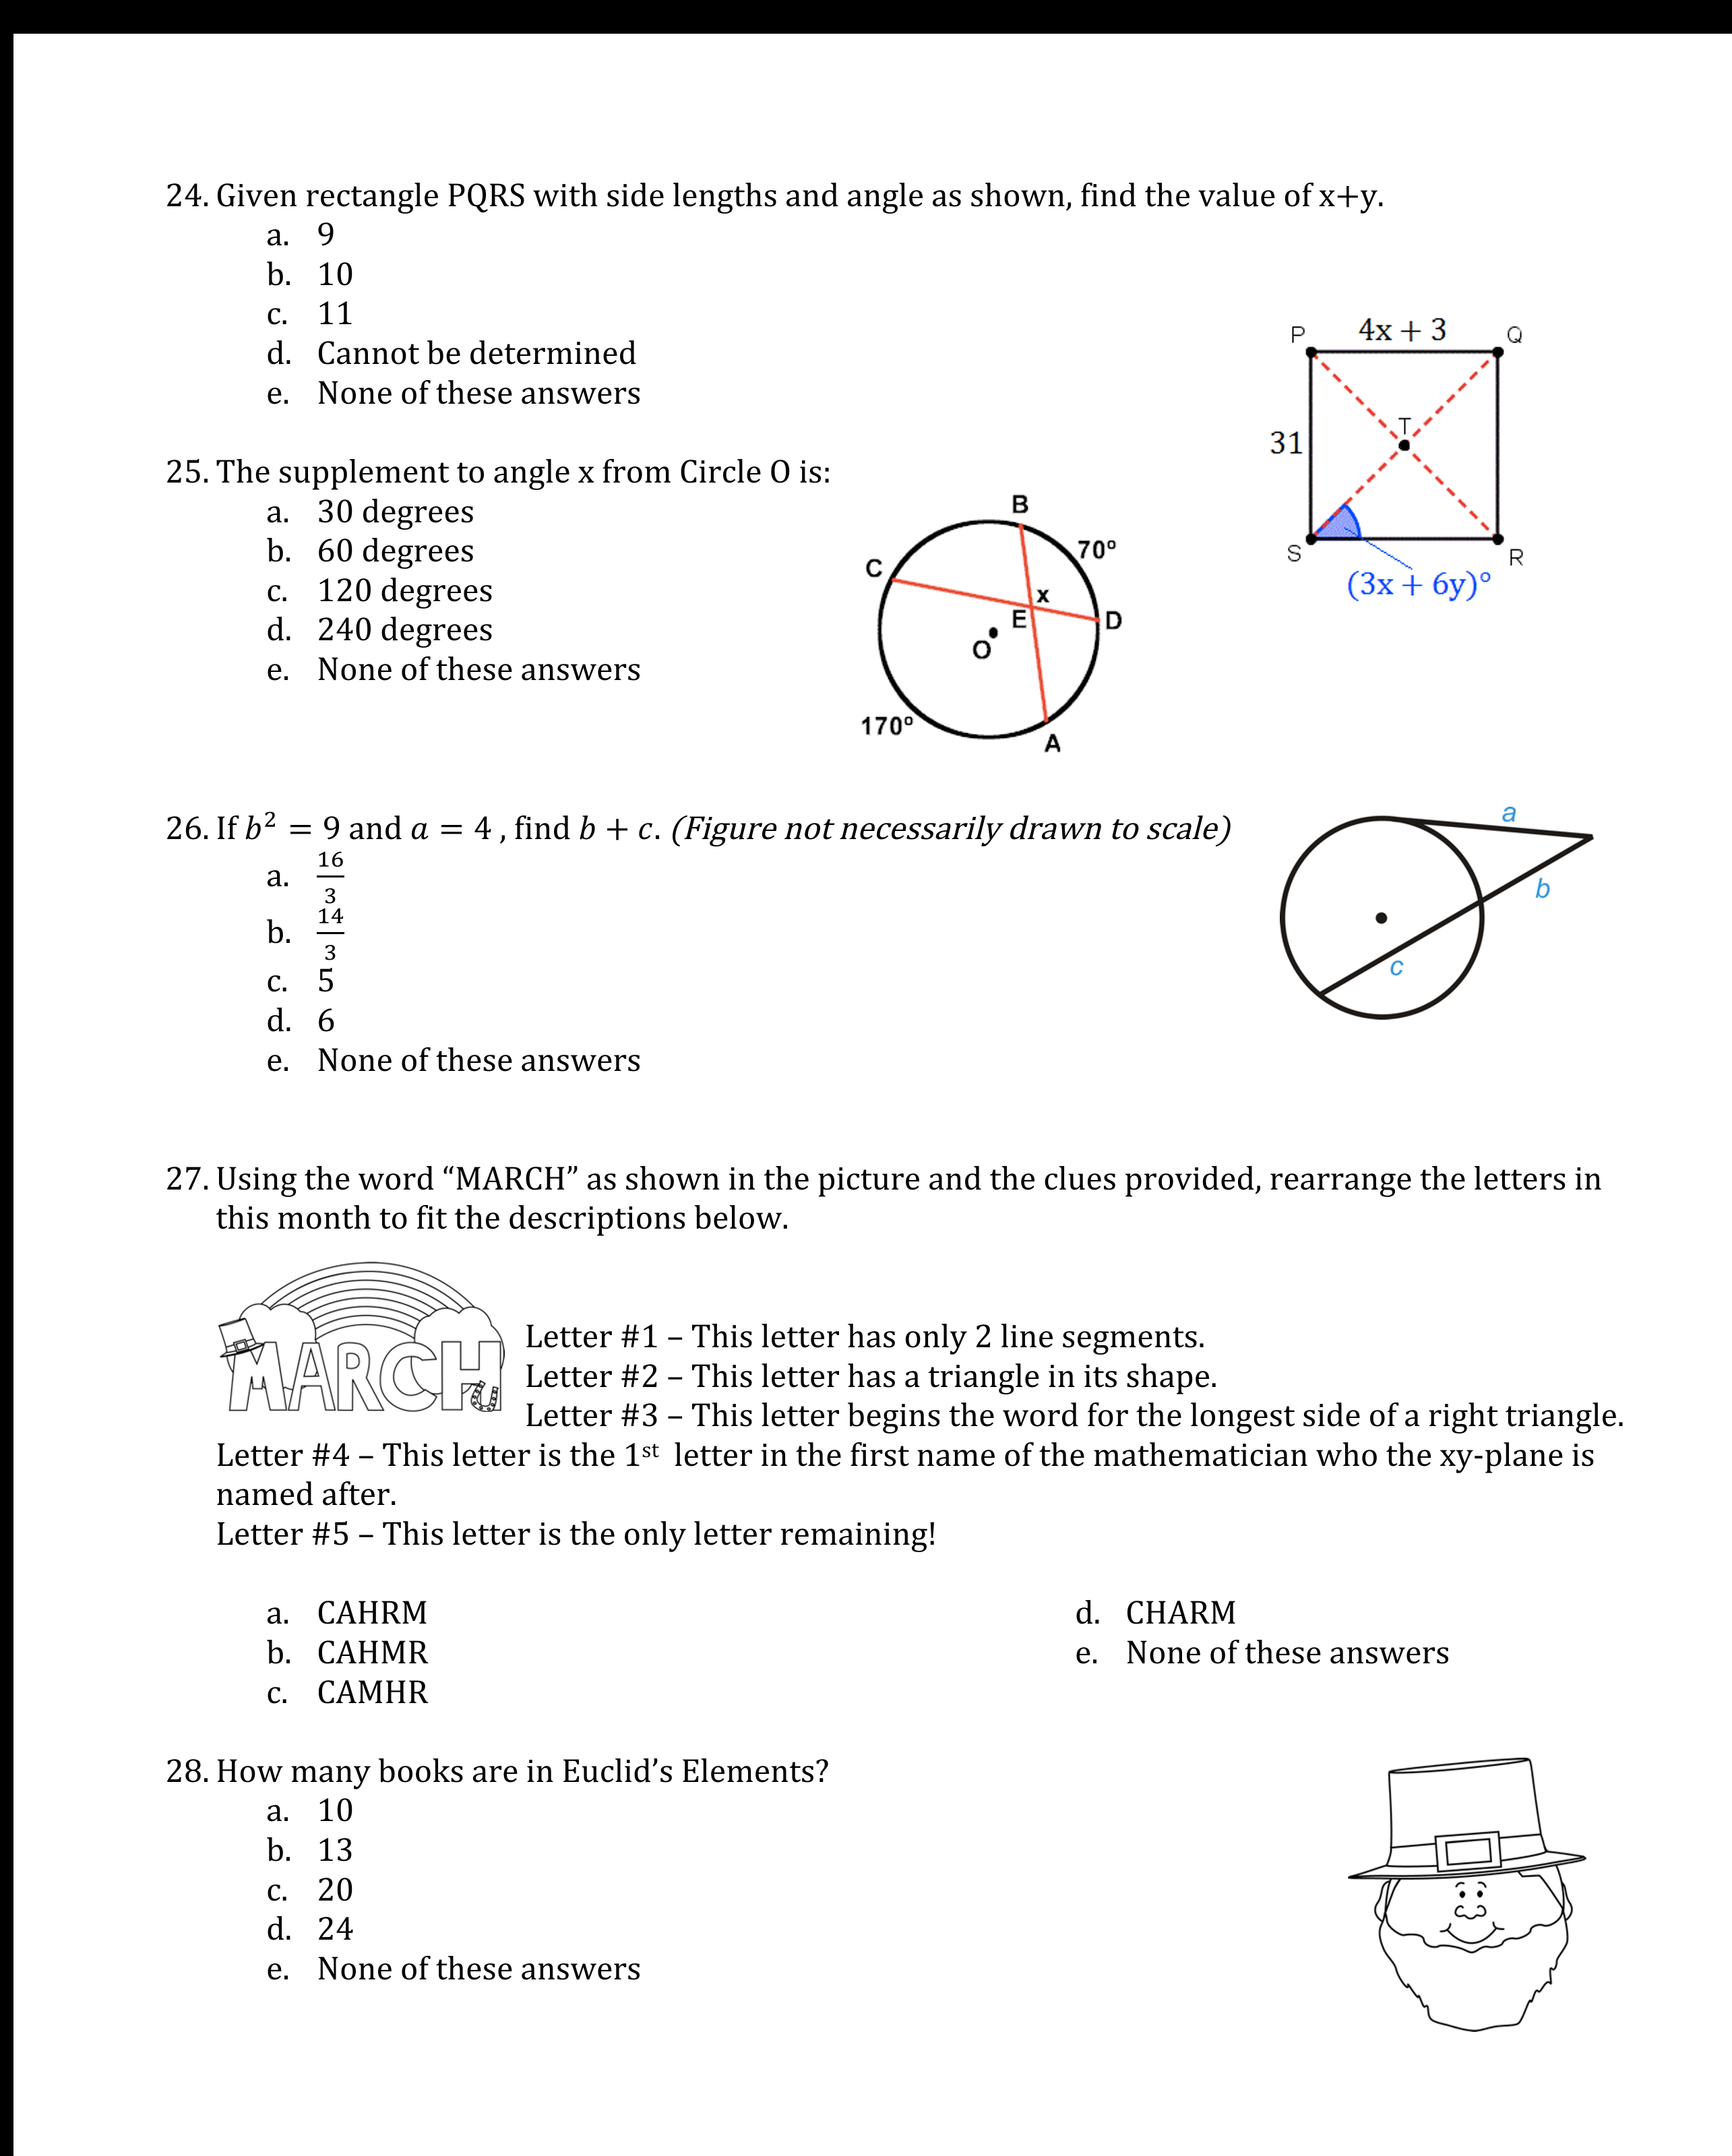 24. Given rectangle PQRS with side lengths and angle as shown, find the value of x+y.
a. 9
b. 10
c. 11
d. Cannot be determined
e. None of these answers
P 4x + 3 Q
T
31
S R
(3x + 6y)°
25. The supplement to angle x from Circle O is:
a. 30 degrees
b. 60 degrees
c. 120 degrees
d. 240 degrees
e. None of these answers
B
70°
C
x
E D
O
170°
A
26. If b² = 9 and a = 4 , find b + c. (Figure not necessarily drawn to scale)
a. 16/3
b. 14/3
c. 5
d. 6
e. None of these answers
a
b
c
27. Using the word “MARCH” as shown in the picture and the clues provided, rearrange the letters in
this month to fit the descriptions below.
MARCH
Letter #1 – This letter has only 2 line segments.
Letter #2 – This letter has a triangle in its shape.
Letter #3 – This letter begins the word for the longest side of a right triangle.
Letter #4 – This letter is the 1st letter in the first name of the mathematician who the xy-plane is
named after.
Letter #5 – This letter is the only letter remaining!
a. CAHRM
b. CAHMR
c. CAMHR
d. CHARM
e. None of these answers
28. How many books are in Euclid’s Elements?
a. 10
b. 13
c. 20
d. 24
e. None of these answers